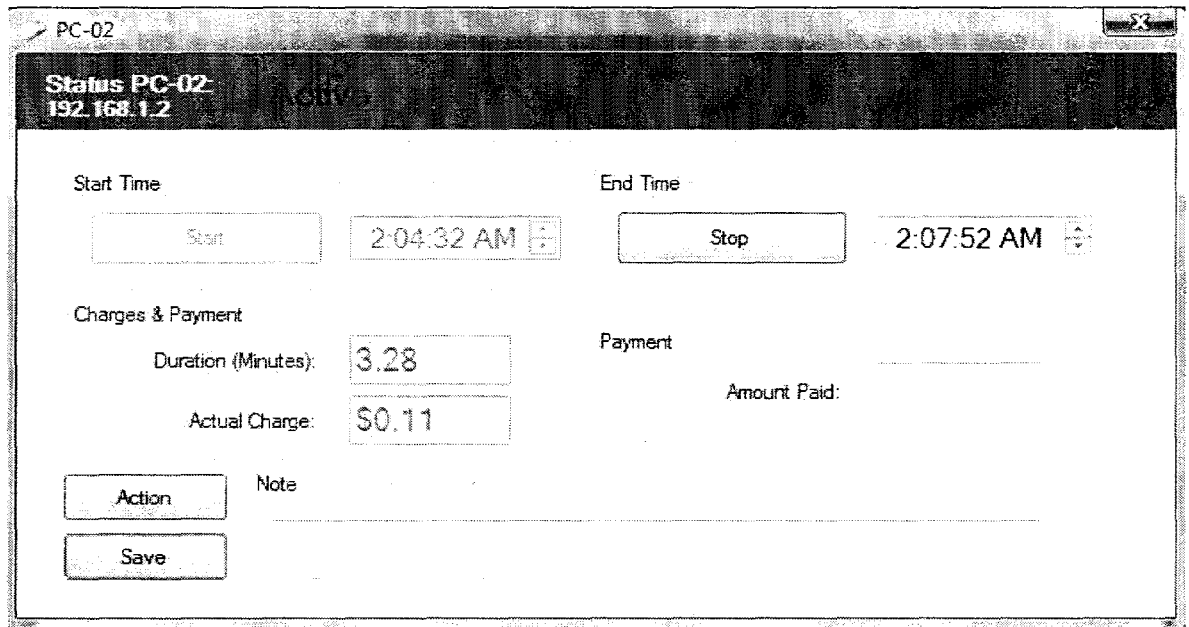 PC-02
Status PC-02: Active
192.168.1.2
Start Time End Time
Start 2:04:32 AM Stop 2:07:52 AM
Charges & Payment
Duration (Minutes): 3.28 Payment
Actual Charge: $0.11 Amount Paid:
Action Note
Save